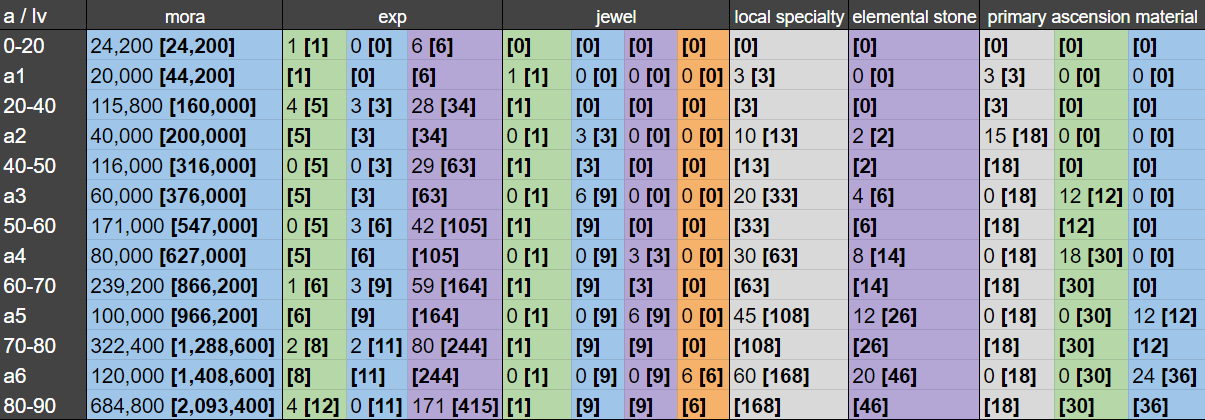 a / lv mora exp jewel local specialty elemental stone primary ascension material
0-20 24,200 [24,200] 1 [1] 0 [0] 6 [6] [0] [0] [0] [0] [0] [0] [0] [0] [0]
a1 20,000 [44,200] [1] [0] [6] 1 [1] 0 [0] 0 [0] 0 [0] 3 [3] 0 [0] 3 [3] 0 [0] 0 [0]
20-40 115,800 [160,000] 4 [5] 3 [3] 28 [34] [1] [0] [0] [0] [3] [0] [3] [0] [0]
a2 40,000 [200,000] [5] [3] [34] 0 [1] 3 [3] 0 [0] 0 [0] 10 [13] 2 [2] 15 [18] 0 [0] 0 [0]
40-50 116,000 [316,000] 0 [5] 0 [3] 29 [63] [1] [3] [0] [0] [13] [2] [18] [0] [0]
a3 60,000 [376,000] [5] [3] [63] 0 [1] 6 [9] 0 [0] 0 [0] 20 [33] 4 [6] 0 [18] 12 [12] 0 [0]
50-60 171,000 [547,000] 0 [5] 3 [6] 42 [105] [1] [9] [0] [0] [33] [6] [18] [12] [0]
a4 80,000 [627,000] [5] [6] [105] 0 [1] 0 [9] 3 [3] 0 [0] 30 [63] 8 [14] 0 [18] 18 [30] 0 [0]
60-70 239,200 [866,200] 1 [6] 3 [9] 59 [164] [1] [9] [3] [0] [63] [14] [18] [30] [0]
a5 100,000 [966,200] [6] [9] [164] 0 [1] 0 [9] 6 [9] 0 [0] 45 [108] 12 [26] 0 [18] 0 [30] 12 [12]
70-80 322,400 [1,288,600] 2 [8] 2 [11] 80 [244] [1] [9] [9] [0] [108] [26] [18] [30] [12]
a6 120,000 [1,408,600] [8] [11] [244] 0 [1] 0 [9] 0 [9] 6 [6] 60 [168] 20 [46] 0 [18] 0 [30] 24 [36]
80-90 684,800 [2,093,400] 4 [12] 0 [11] 171 [415] [1] [9] [9] [6] [168] [46] [18] [30] [36]